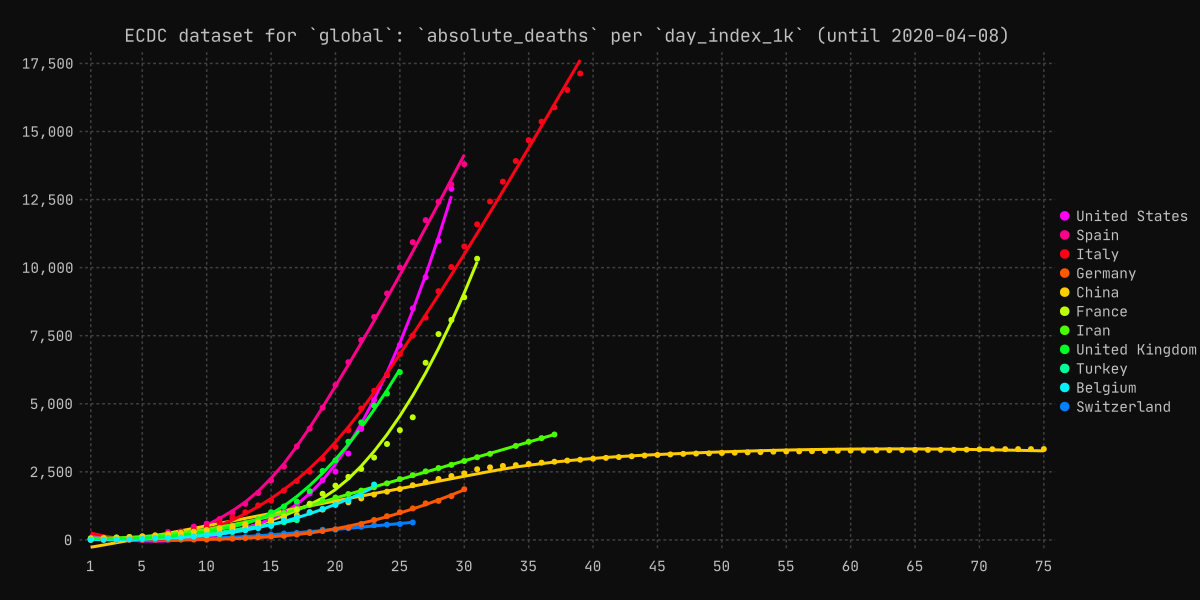 ECDC dataset for `global`: `absolute_deaths` per `day_index_1k` (until 2020-04-08)
17,500
15,000
12,500
10,000
7,500
5,000
2,500
0
1 5 10 15 20 25 30 35 40 45 50 55 60 65 70 75
United States
Spain
Italy
Germany
China
France
Iran
United Kingdom
Turkey
Belgium
Switzerland